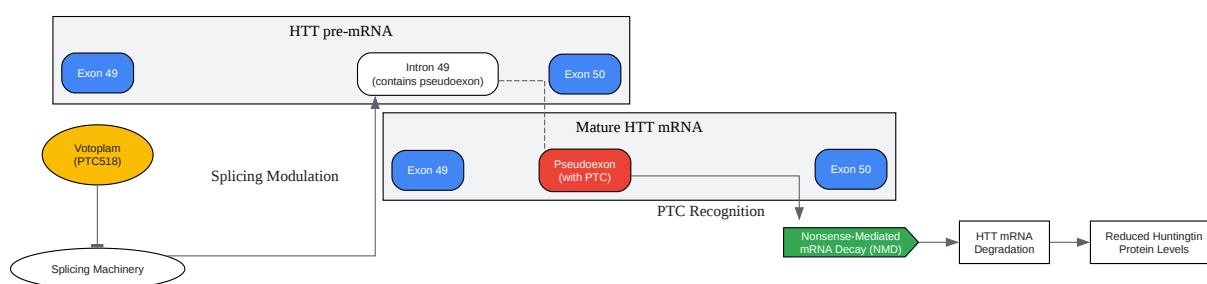 HTT pre-mRNA
Exon 49
Intron 49
(contains pseudoexon)
Exon 50
Mature HTT mRNA
Votoplam
(PTC518)
Exon 49
Pseudoexon
(with PTC)
Exon 50
Splicing Modulation
PTC Recognition
Nonsense-Mediated
mRNA Decay (NMD)
HTT mRNA
Degradation
Reduced Huntingtin
Protein Levels
Splicing Machinery